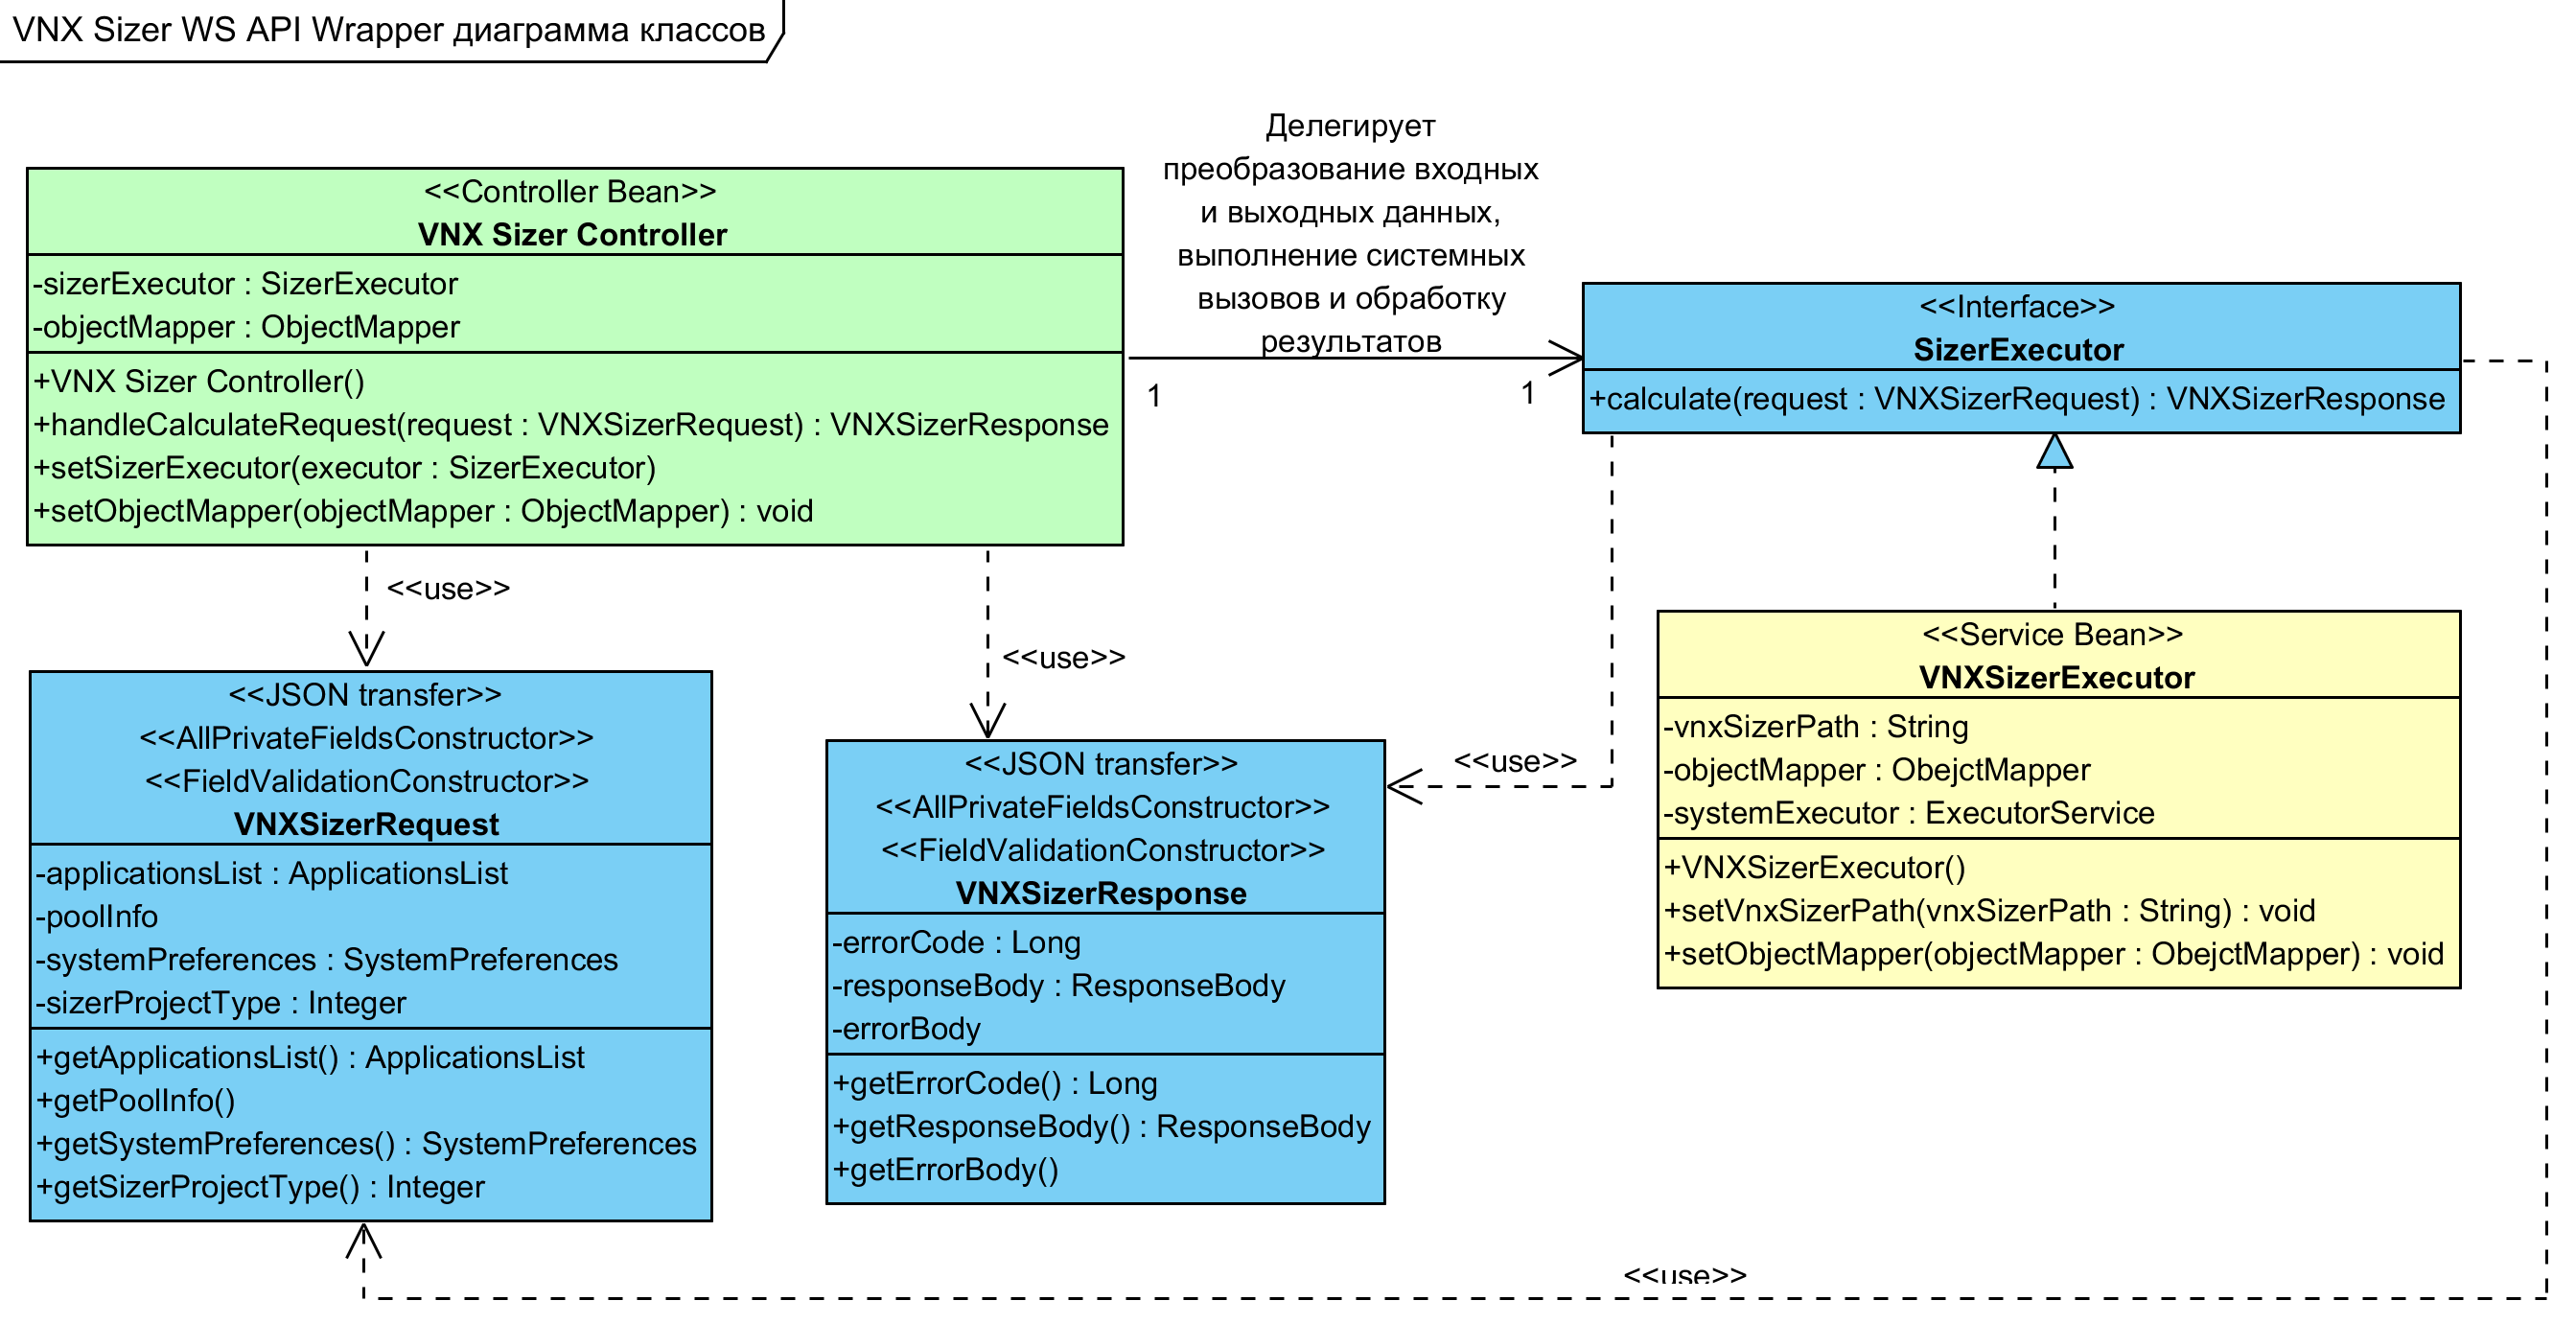 VNX Sizer WS API Wrapper диаграмма классов
<<Controller Bean>>
VNX Sizer Controller
-sizerExecutor : SizerExecutor
-objectMapper : ObjectMapper
+VNX Sizer Controller()
+handleCalculateRequest(request : VNXSizerRequest) : VNXSizerResponse
+setSizerExecutor(executor : SizerExecutor)
+setObjectMapper(objectMapper : ObjectMapper) : void
Делегирует
преобразование входных
и выходных данных,
выполнение системных
вызовов и обработку
результатов
1
1
<<Interface>>
SizerExecutor
+calculate(request : VNXSizerRequest) : VNXSizerResponse
<<use>>
<<use>>
<<use>>
<<JSON transfer>>
<<AllPrivateFieldsConstructor>>
<<FieldValidationConstructor>>
VNXSizerRequest
-applicationsList : ApplicationsList
-poolInfo
-systemPreferences : SystemPreferences
-sizerProjectType : Integer
+getApplicationsList() : ApplicationsList
+getPoolInfo()
+getSystemPreferences() : SystemPreferences
+getSizerProjectType() : Integer
<<JSON transfer>>
<<AllPrivateFieldsConstructor>>
<<FieldValidationConstructor>>
VNXSizerResponse
-errorCode : Long
-responseBody : ResponseBody
-errorBody
+getErrorCode() : Long
+getResponseBody() : ResponseBody
+getErrorBody()
<<Service Bean>>
VNXSizerExecutor
-vnxSizerPath : String
-objectMapper : ObejctMapper
-systemExecutor : ExecutorService
+VNXSizerExecutor()
+setVnxSizerPath(vnxSizerPath : String) : void
+setObjectMapper(objectMapper : ObejctMapper) : void
<<use>>